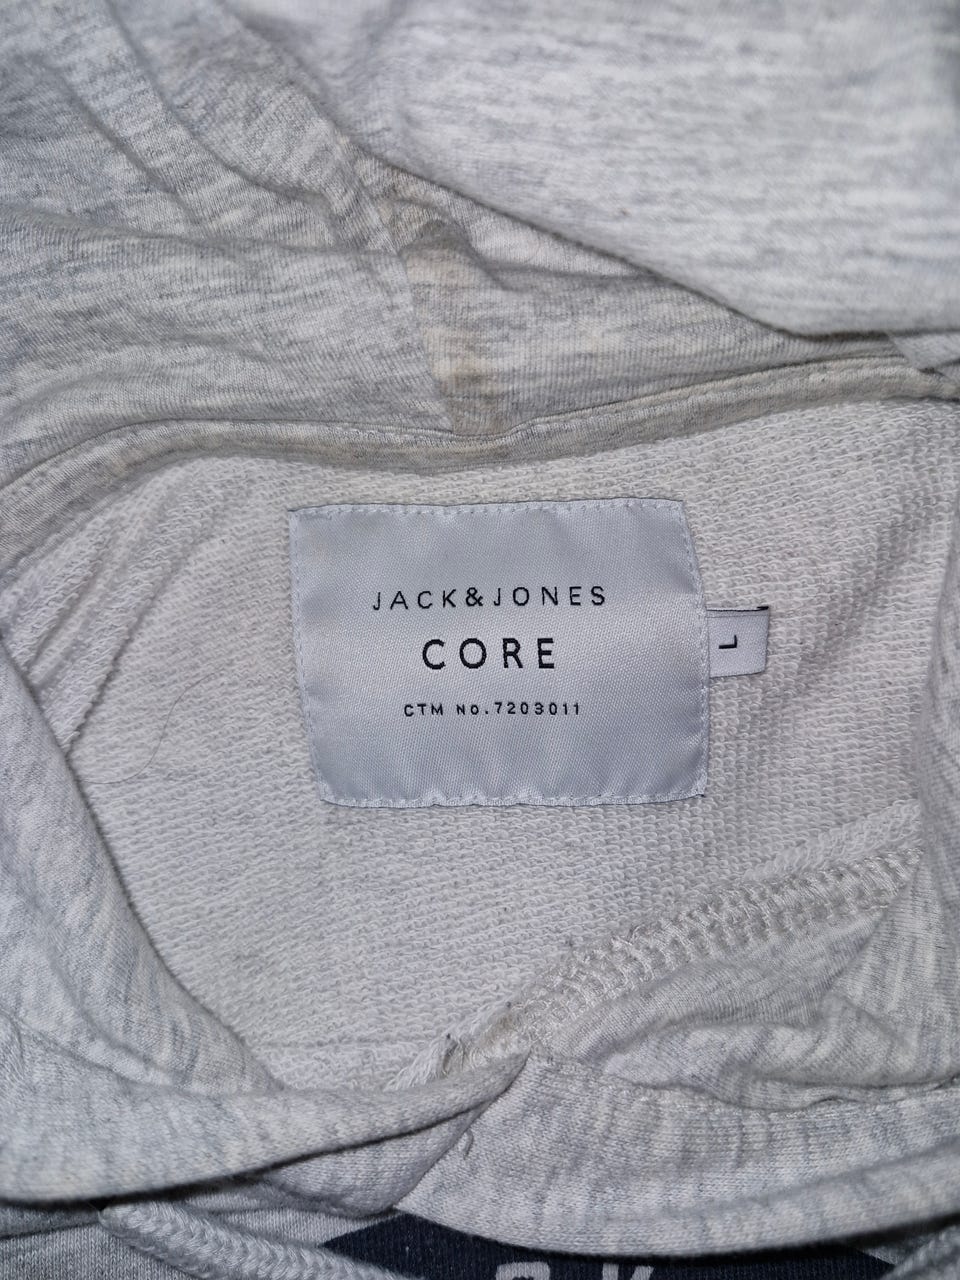 JACK&JONES
CORE
CTM No.7203011
L